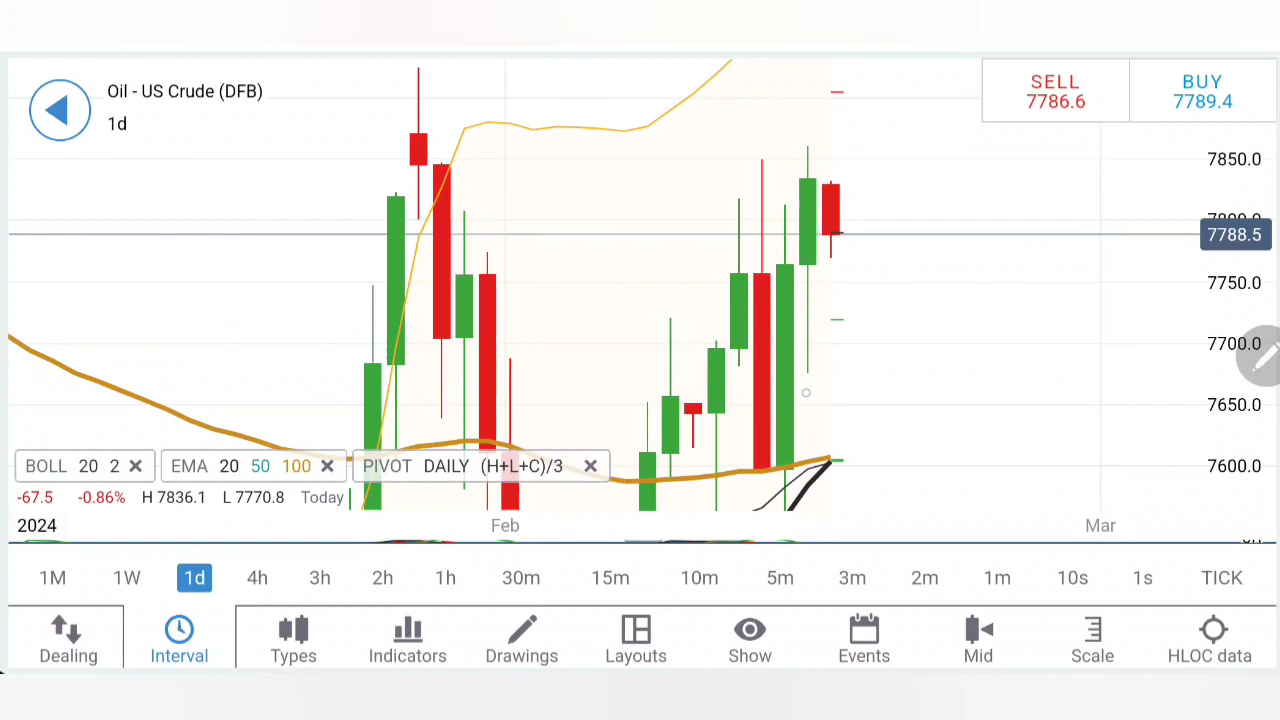 Oil - US Crude (DFB)
1d
SELL
7786.6
BUY
7789.4
7850.0
7800.0
7788.5
7750.0
7700.0
7650.0
7600.0
BOLL 20 2
EMA 20 50 100
PIVOT DAILY (H+L+C)/3
-67.5 -0.86% H 7836.1 L 7770.8 Today
2024 Feb Mar
1M 1W 1d 4h 3h 2h 1h 30m 15m 10m 5m 3m 2m 1m 10s 1s TICK
Dealing Interval Types Indicators Drawings Layouts Show Events Mid Scale HLOC data